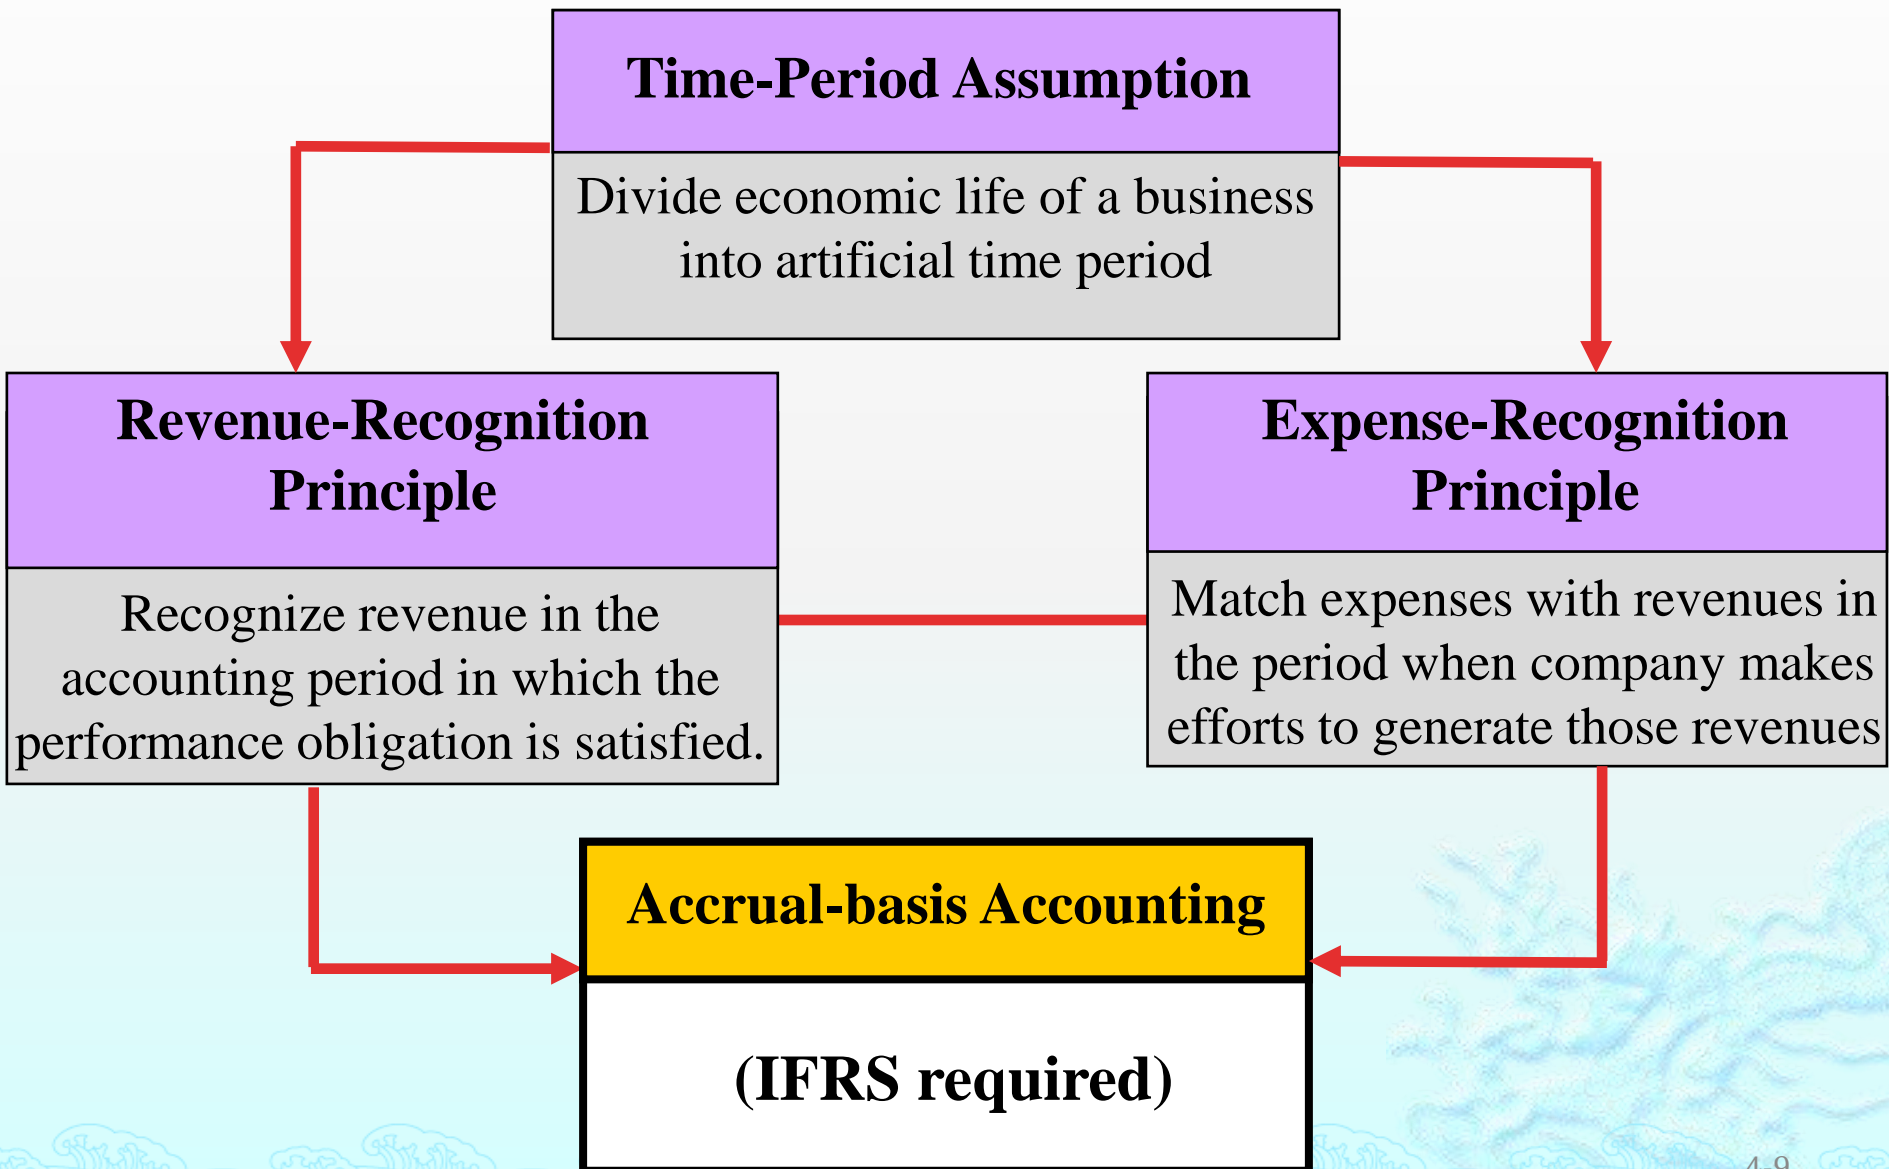 Time-Period Assumption
Divide economic life of a business
into artificial time period
Revenue-Recognition
Principle
Recognize revenue in the
accounting period in which the
performance obligation is satisfied.
Expense-Recognition
Principle
Match expenses with revenues in
the period when company makes
efforts to generate those revenues
Accrual-basis Accounting
(IFRS required)
4-9